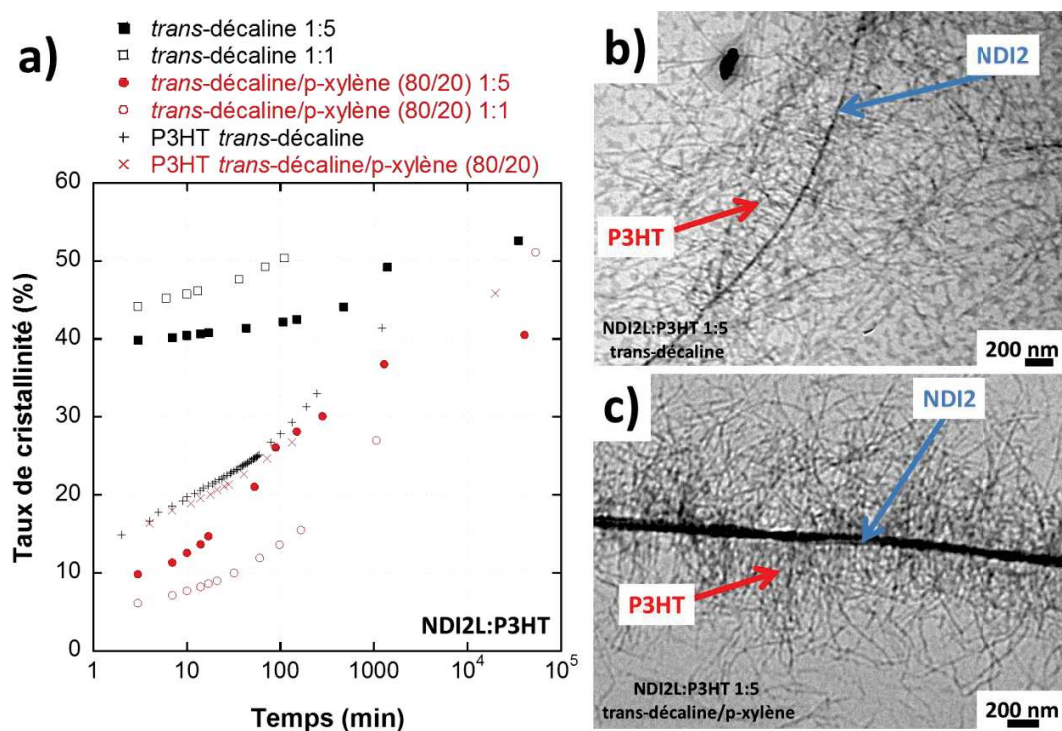 a)
trans-décaline 1:5
trans-décaline 1:1
trans-décaline/p-xylène (80/20) 1:5
trans-décaline/p-xylène (80/20) 1:1
P3HT trans-décaline
P3HT trans-décaline/p-xylène (80/20)
Taux de cristallinité (%)
60
50
40
30
20
10
0
1
10
100
1000
10⁴
10⁵
Temps (min)
NDI2L:P3HT
b)
NDI2
P3HT
NDI2L:P3HT 1:5
trans-décaline
200 nm
c)
NDI2
P3HT
NDI2L:P3HT 1:5
trans-décaline/p-xylène
200 nm